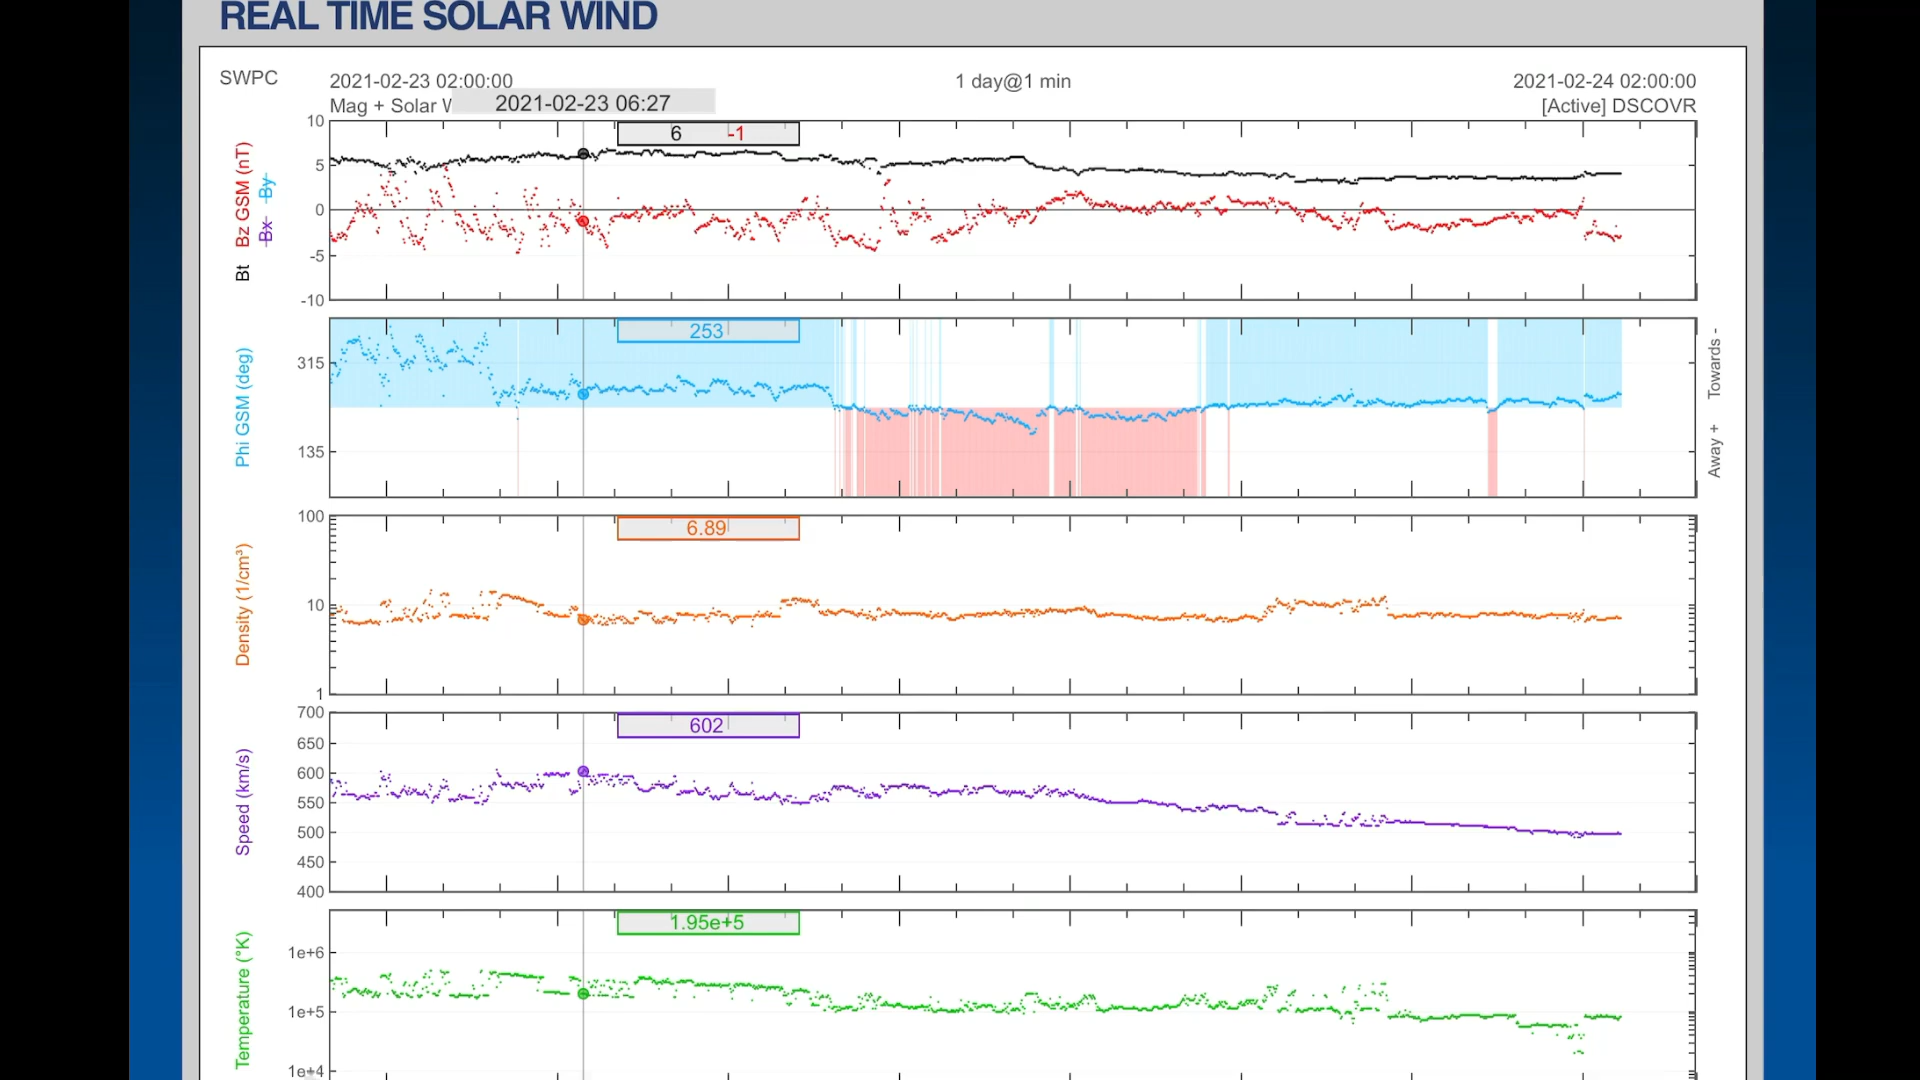 REAL TIME SOLAR WIND
SWPC
2021-02-23 02:00:00
1 day@1 min
2021-02-24 02:00:00
Mag + Solar
2021-02-23 06:27
[Active] DSCOVR
Bt Bz GSM (nT)
Bx By
10
5
0
-5
-10
6 -1
Phi GSM (deg)
315
135
253
Away + Towards -
Density (1/cm³)
100
10
1
6.89
Speed (km/s)
700
650
600
550
500
450
400
602
Temperature (°K)
1e+6
1e+5
1e+4
1.95e+5